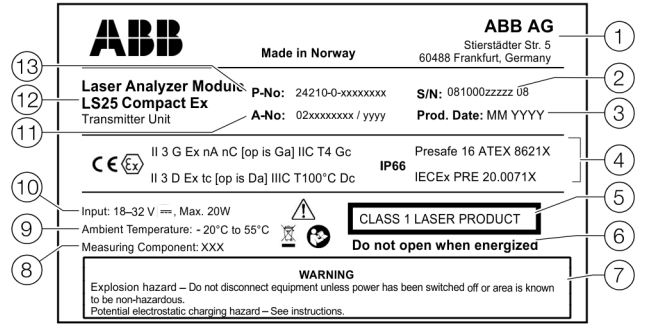 ABB
ABB AG
Made in Norway
Stierstädter Str. 5
60488 Frankfurt, Germany
1
13
2
Laser Analyzer Module
P-No: 24210-0-xxxxxxxx
S/N: 081000zzzzz 08
12
LS25 Compact Ex
3
11
Transmitter Unit
A-No: 02xxxxxxxx / yyyy
Prod. Date: MM YYYY
CE Ex
II 3 G Ex nA nC [op is Ga] IIC T4 Gc
IP66
Presafe 16 ATEX 8621X
4
II 3 D Ex tc [op is Da] IIIC T100°C Dc
IECEx PRE 20.0071X
10
5
Input: 18–32 V, Max. 20W
CLASS 1 LASER PRODUCT
9
Ambient Temperature: - 20°C to 55°C
6
8
Measuring Component: XXX
Do not open when energized
WARNING
7
Explosion hazard – Do not disconnect equipment unless power has been switched off or area is known
to be non-hazardous.
Potential electrostatic charging hazard – See instructions.